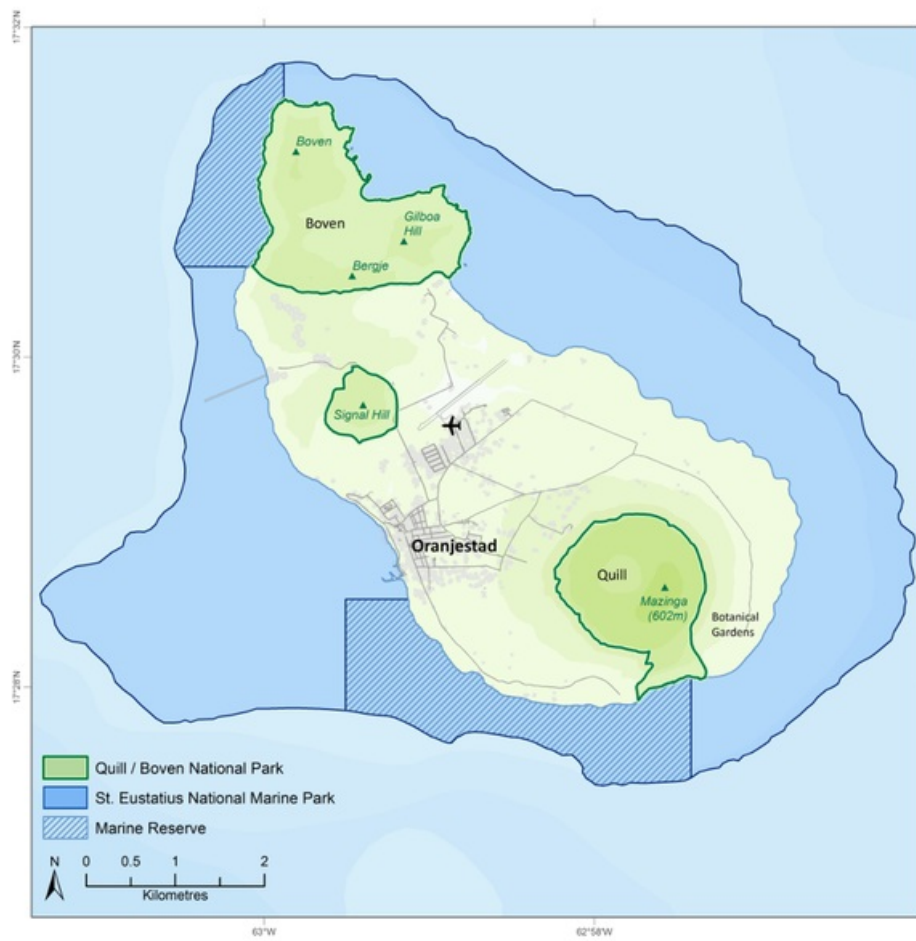 17°32'N
Boven
Gilboa
Hill
Boven
Bergje
17°30'N
Signal Hill
Oranjestad
Quill
Mazinga
(602m)
Botanical
Gardens
17°28'N
Quill / Boven National Park
St. Eustatius National Marine Park
Marine Reserve
N 0 0.5 1 2
Kilometres
63°W 62°58'W